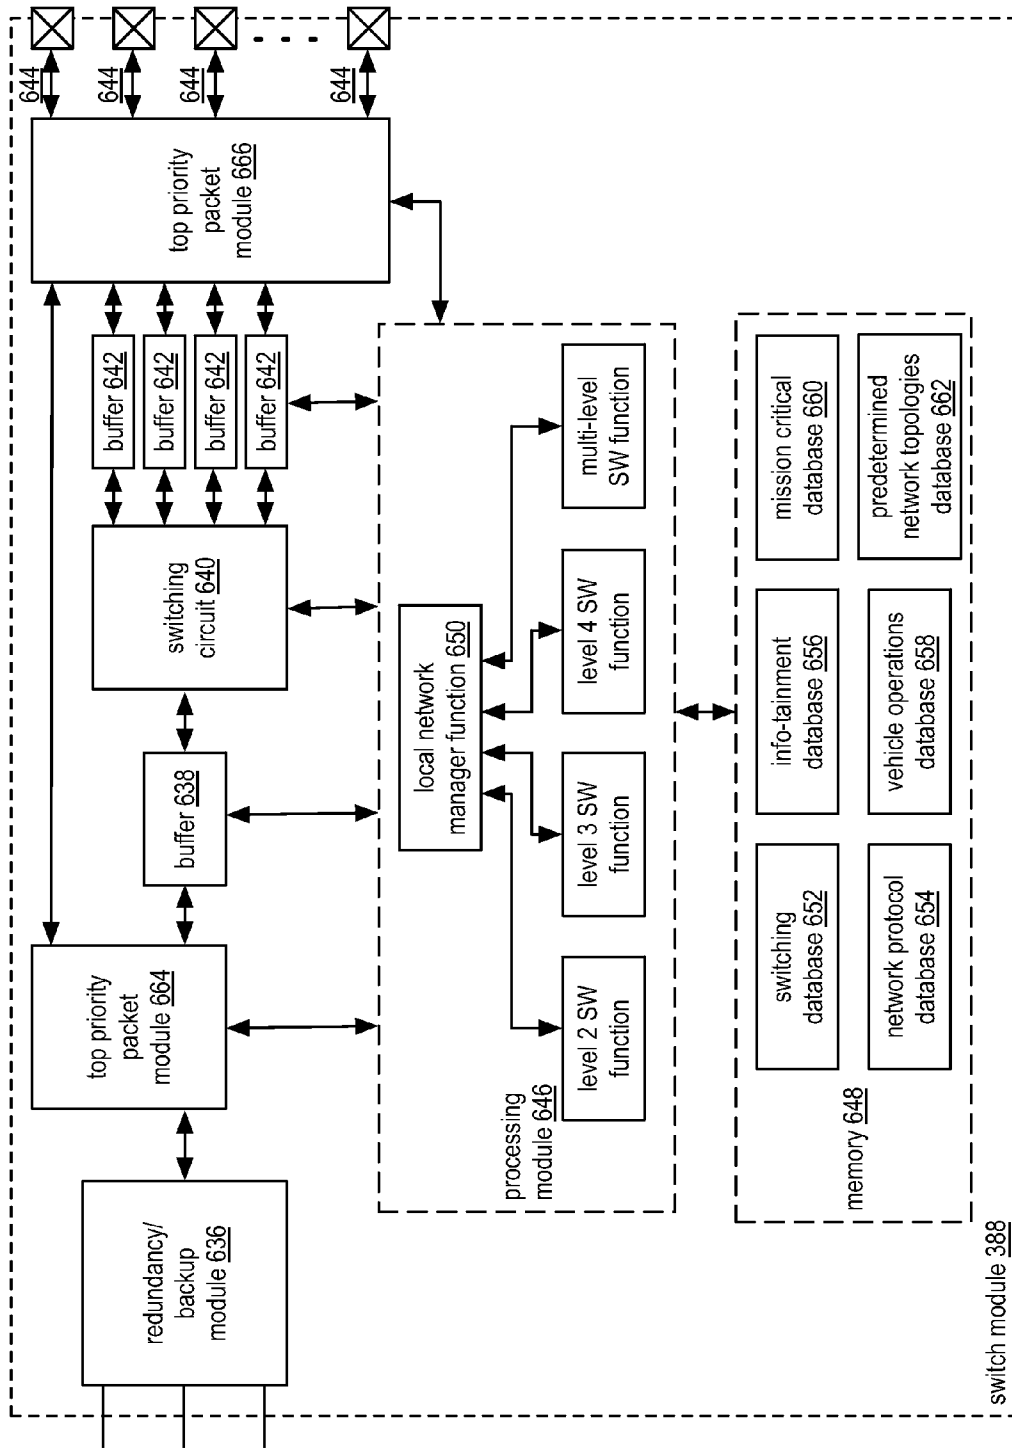 redundancy/
backup
module 636
top priority
packet
module 664
buffer 638
switching
circuit 640
buffer 642
buffer 642
buffer 642
buffer 642
top priority
packet
module 666
644
644
644
644
processing
module 646
local network
manager function 650
level 2 SW
function
level 3 SW
function
level 4 SW
function
multi-level
SW function
memory 648
switching
database 652
info-tainment
database 656
mission critical
database 660
network protocol
database 654
vehicle operations
database 658
predetermined
network topologies
database 662
switch module 388